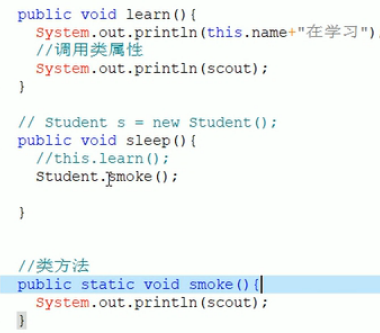 public void learn(){
System.out.println(this.name+"在学习")
//调用类属性
System.out.println(scout);
}
// Student s = new Student();
public void sleep(){
//this.learn();
Student.smoke();
}
//类方法
public static void smoke(){
System.out.println(scout);
}